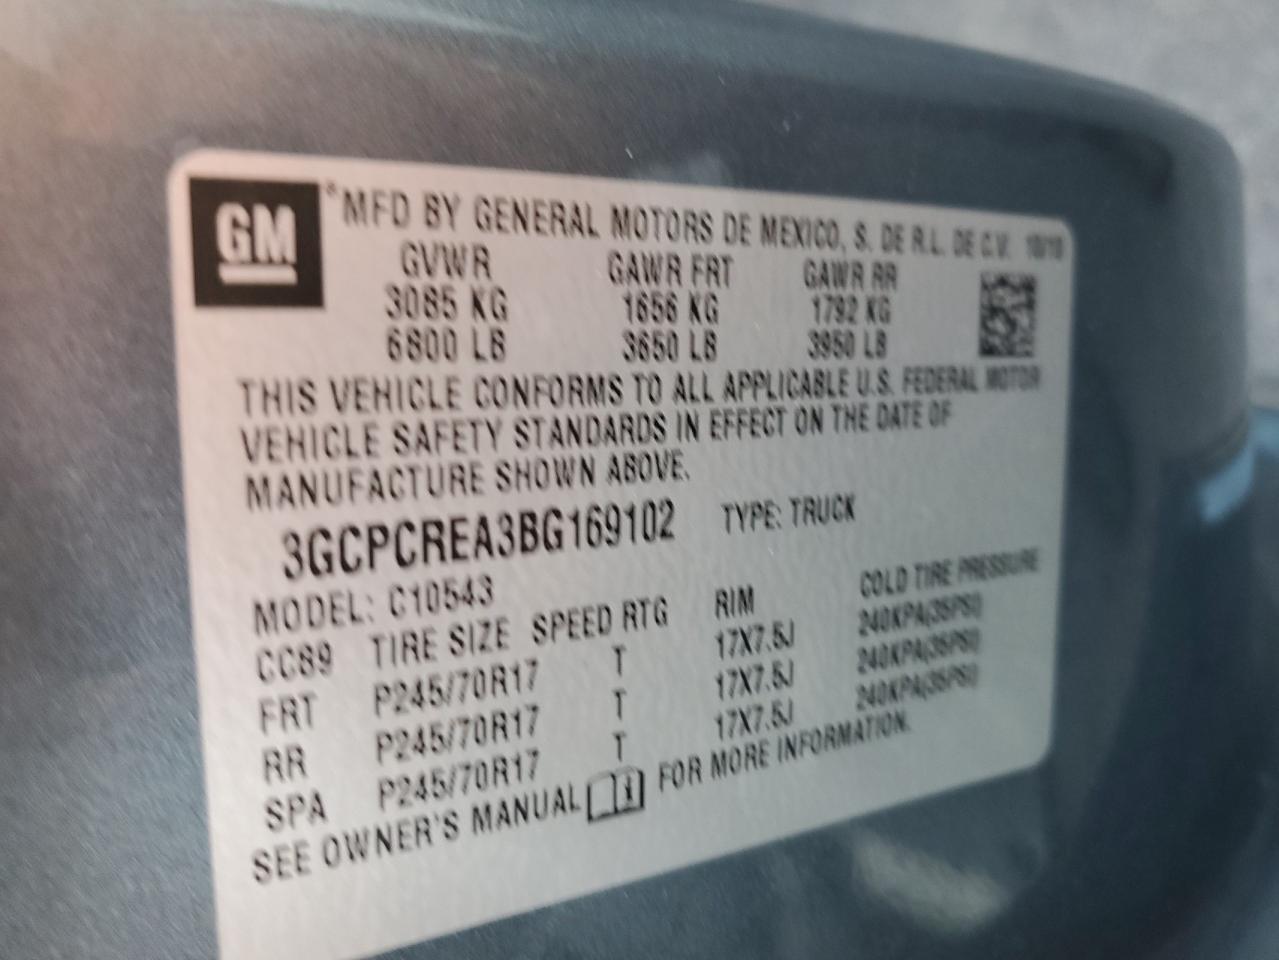 GM
®MFD BY GENERAL MOTORS DE MEXICO, S. DE R.L. DE C.V. 10/10
GVWR GAWR FRT GAWR RR
3085 KG 1656 KG 1792 KG
6800 LB 3650 LB 3950 LB
THIS VEHICLE CONFORMS TO ALL APPLICABLE U.S. FEDERAL MOTOR
VEHICLE SAFETY STANDARDS IN EFFECT ON THE DATE OF
MANUFACTURE SHOWN ABOVE.
3GCPCREA3BG169102 TYPE: TRUCK
MODEL: C10543
CC89 TIRE SIZE SPEED RTG RIM COLD TIRE PRESSURE
FRT P245/70R17 T 17X7.5J 240KPA(35PSI)
RR P245/70R17 T 17X7.5J 240KPA(35PSI)
SPA P245/70R17 T 17X7.5J 240KPA(35PSI)
SEE OWNER'S MANUAL FOR MORE INFORMATION.